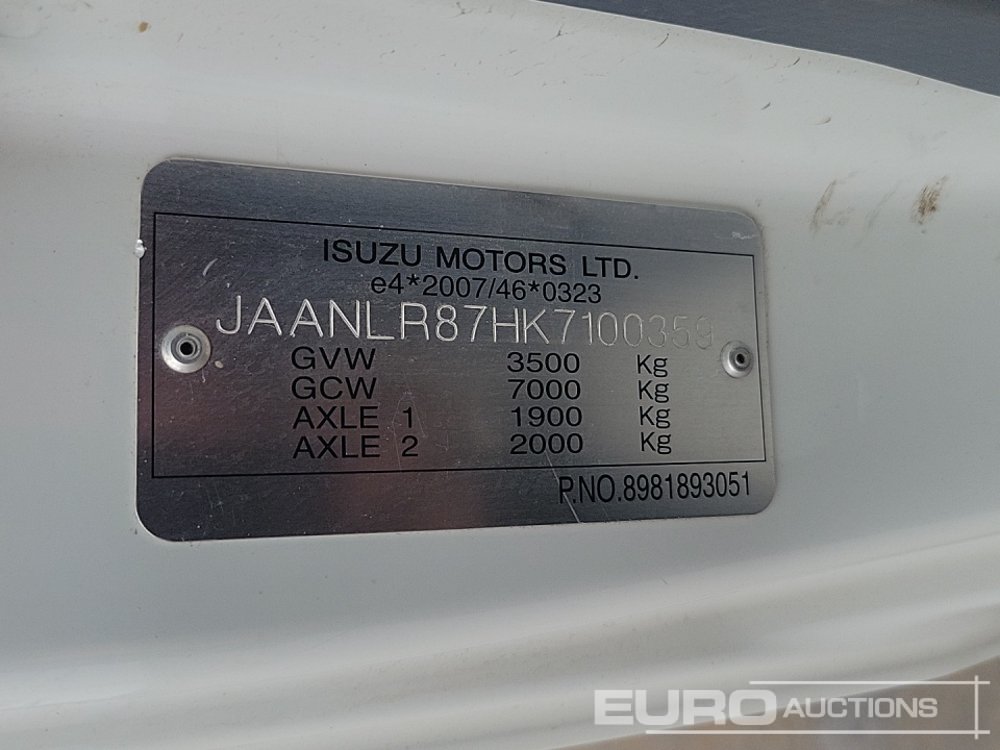 ISUZU MOTORS LTD.
e4*2007/46*0323
JAANLR87HK7100359
GVW 3500 Kg
GCW 7000 Kg
AXLE 1 1900 Kg
AXLE 2 2000 Kg
P.NO.8981893051
EURO AUCTIONS